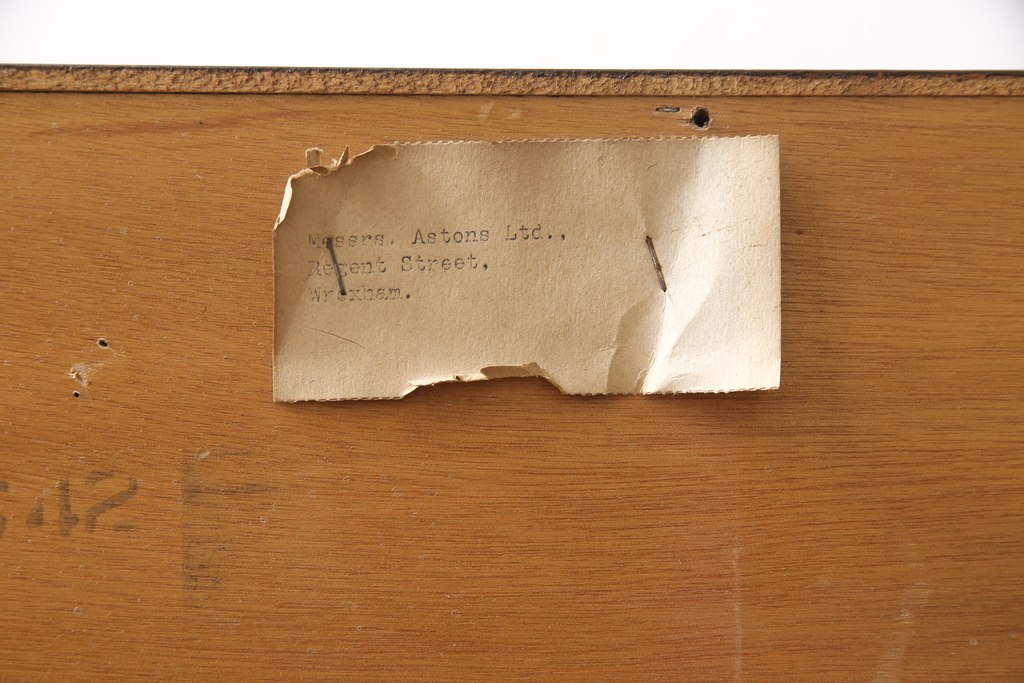 Messrs. Astons Ltd.,
Regent Street,
Wrexham.